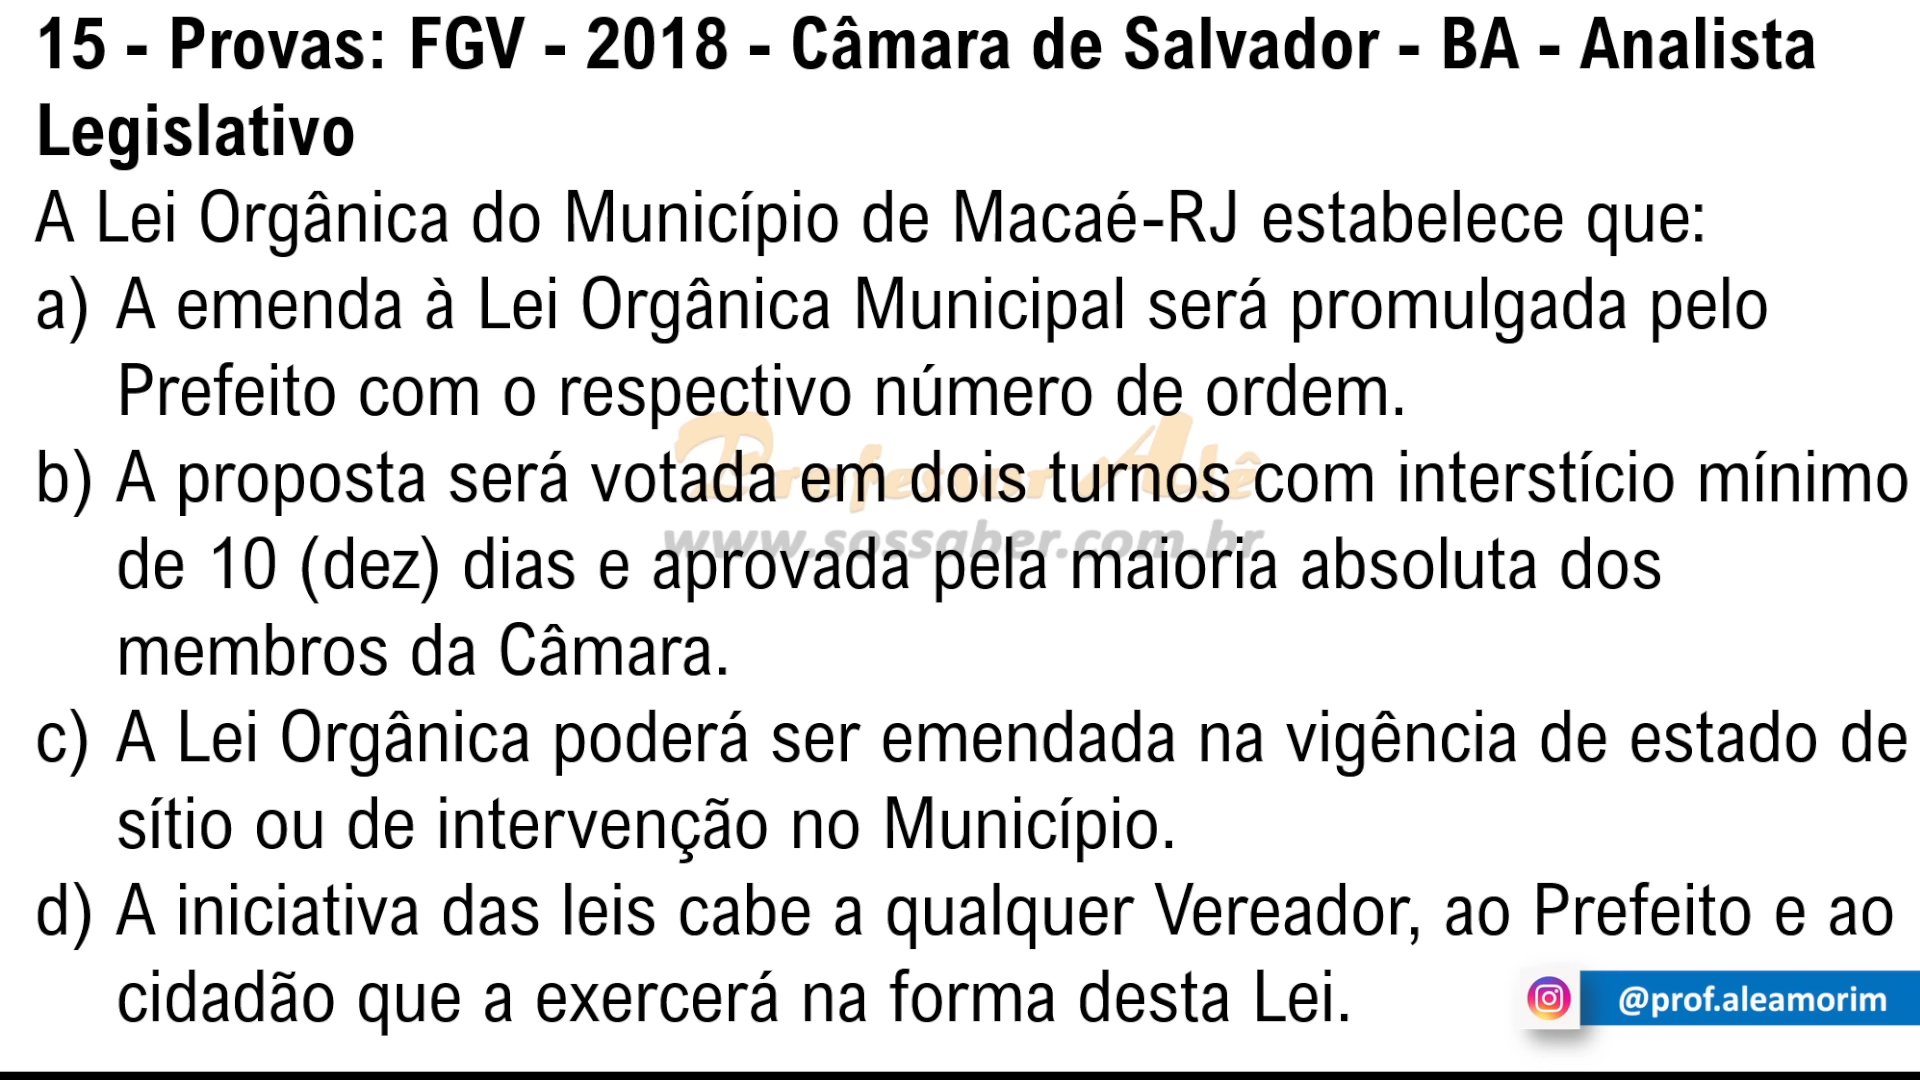 15 - Provas: FGV - 2018 - Câmara de Salvador - BA - Analista
Legislativo
A Lei Orgânica do Município de Macaé-RJ estabelece que:
a) A emenda à Lei Orgânica Municipal será promulgada pelo
Prefeito com o respectivo número de ordem.
b) A proposta será votada em dois turnos com interstício mínimo
de 10 (dez) dias e aprovada pela maioria absoluta dos
membros da Câmara.
c) A Lei Orgânica poderá ser emendada na vigência de estado de
sítio ou de intervenção no Município.
d) A iniciativa das leis cabe a qualquer Vereador, ao Prefeito e ao
cidadão que a exercerá na forma desta Lei.
Professor Alê
www.sossaber.com.br
@prof.aleamorim